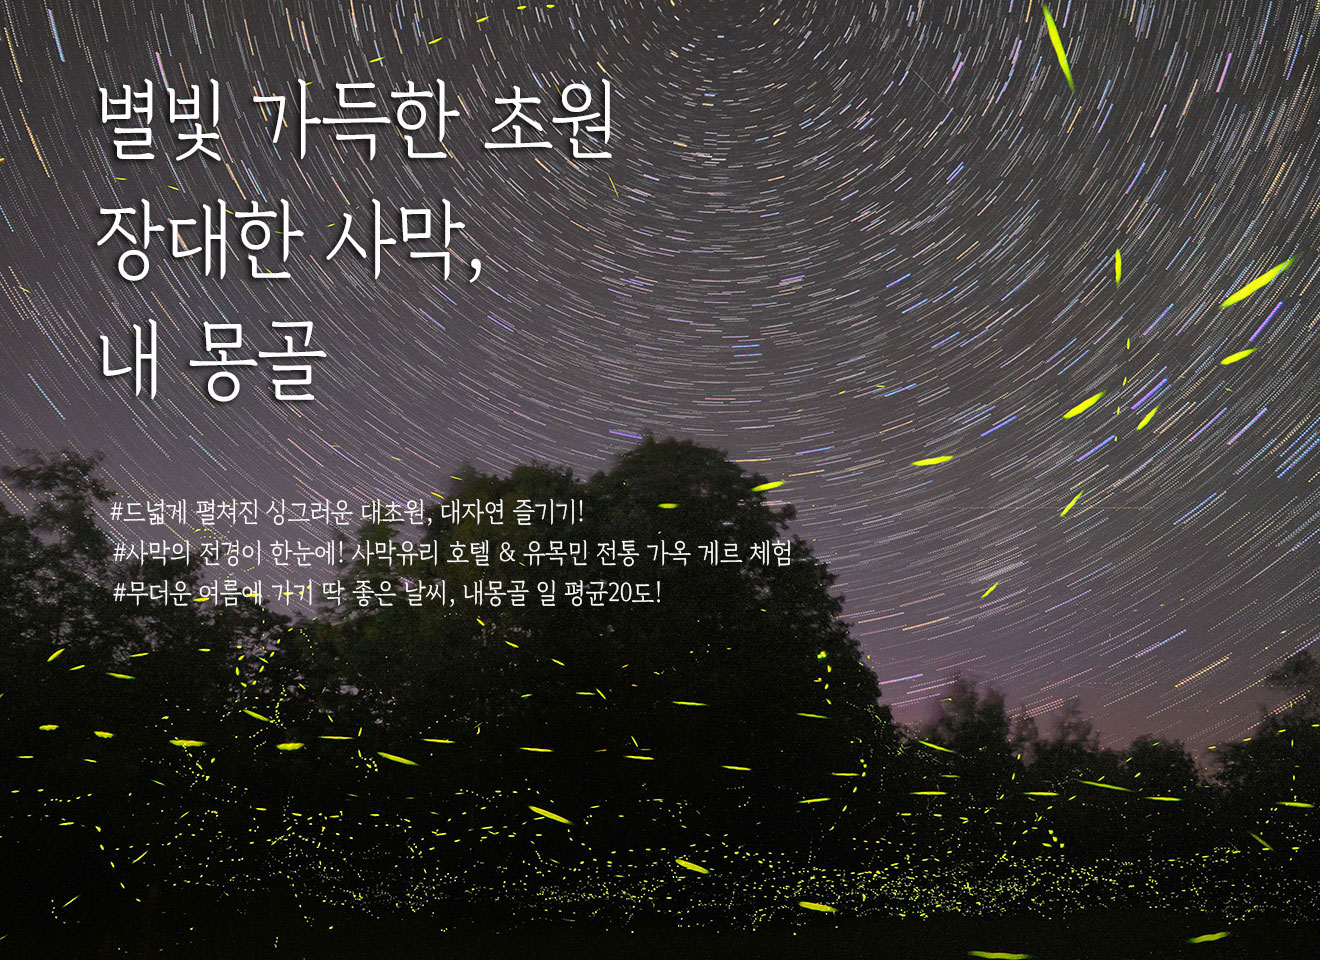 별빛 가득한 초원
장대한 사막,
내 몽골
#드넓게 펼쳐진 싱그러운 대초원, 대자연 즐기기!
#사막의 전경이 한눈에! 사막유리 호텔 & 유목민 전통 가옥 게르 체험
#무더운 여름에 가기 딱 좋은 날씨, 내몽골 일 평균20도!